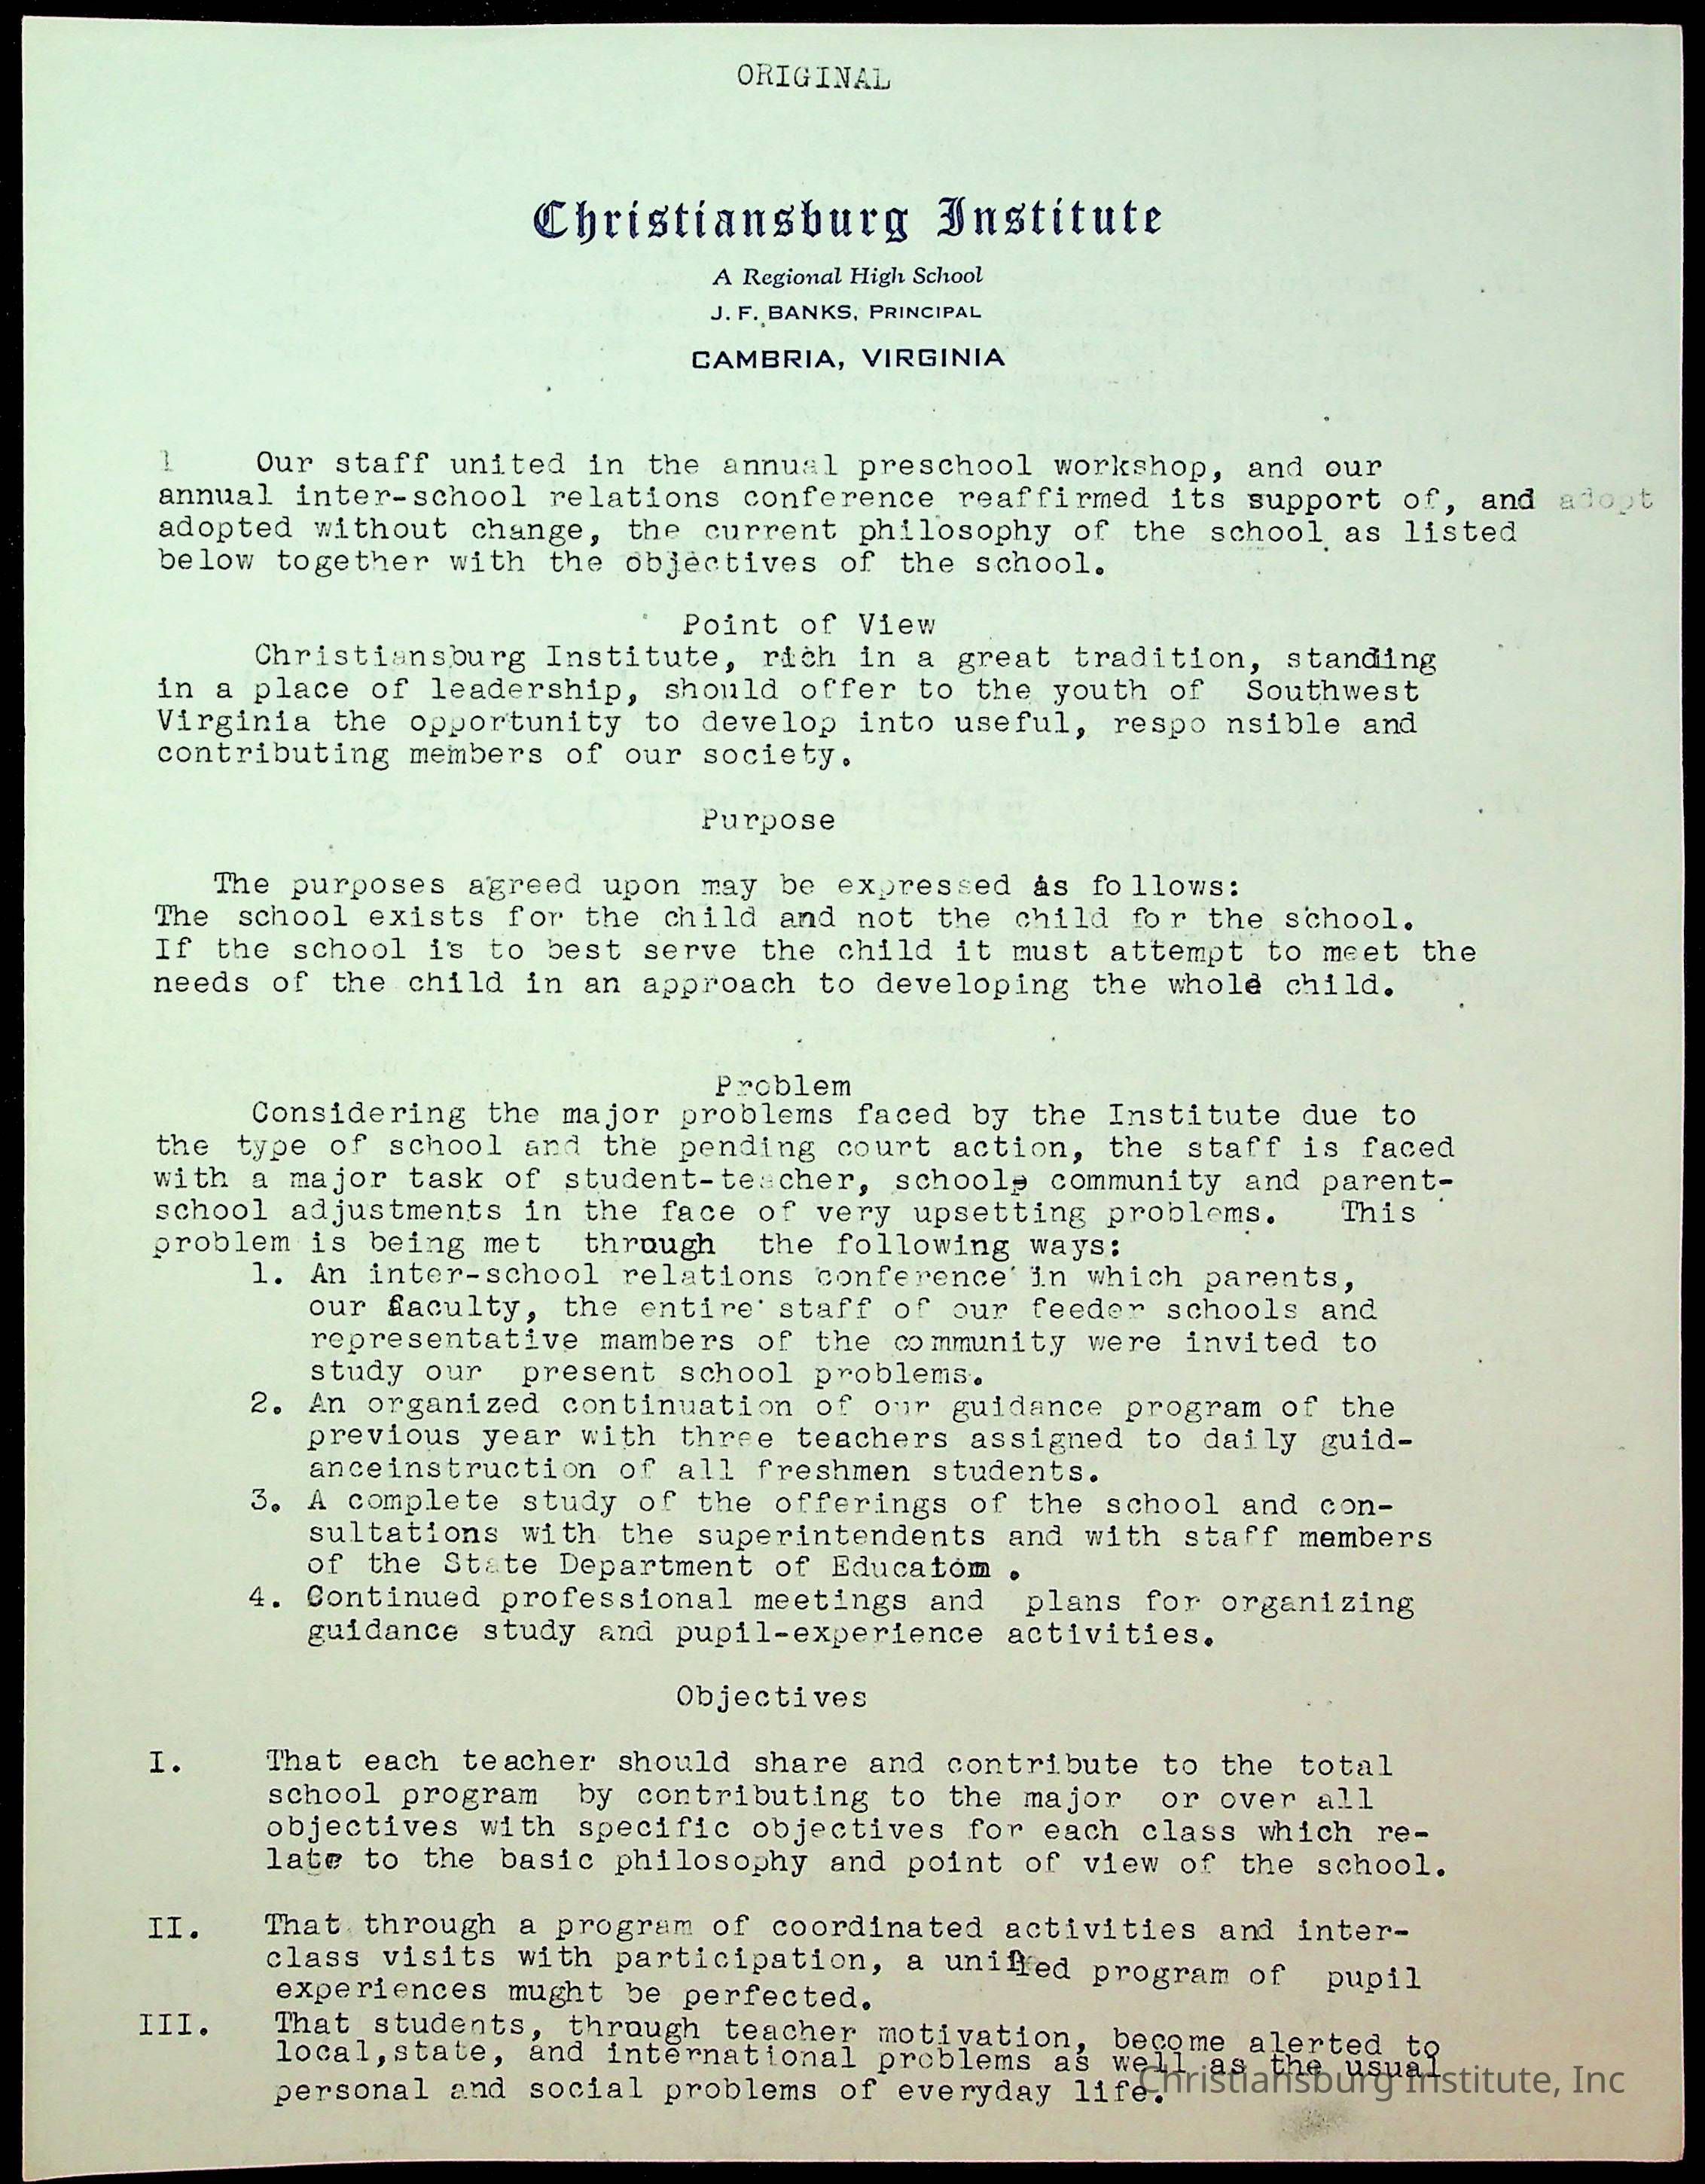 ORIGINAL
Christiansburg Institute
A Regional High School
J. F. BANKS, PRINCIPAL
CAMBRIA, VIRGINIA
1 Our staff united in the annual preschool workshop, and our
annual inter-school relations conference reaffirmed its support of, and adopt
adopted without change, the current philosophy of the school as listed
below together with the objectives of the school.
Point of View
Christiansburg Institute, rich in a great tradition, standing
in a place of leadership, should offer to the youth of Southwest
Virginia the opportunity to develop into useful, respo nsible and
contributing members of our society.
Purpose
The purposes agreed upon may be expressed as follows:
The school exists for the child and not the child for the school.
If the school is to best serve the child it must attempt to meet the
needs of the child in an approach to developing the whole child.
Problem
Considering the major problems faced by the Institute due to
the type of school and the pending court action, the staff is faced
with a major task of student-teacher, school, community and parent-
school adjustments in the face of very upsetting problems. This
problem is being met through the following ways:
1. An inter-school relations conference in which parents,
our faculty, the entire staff of our feeder schools and
representative mambers of the community were invited to
study our present school problems.
2. An organized continuation of our guidance program of the
previous year with three teachers assigned to daily guid-
anceinstruction of all freshmen students.
3. A complete study of the offerings of the school and con-
sultations with the superintendents and with staff members
of the State Department of Educatom .
4. Continued professional meetings and plans for organizing
guidance study and pupil-experience activities.
Objectives
I. That each teacher should share and contribute to the total
school program by contributing to the major or over all
objectives with specific objectives for each class which re-
late to the basic philosophy and point of view of the school.
II. That through a program of coordinated activities and inter-
class visits with participation, a unified program of pupil
experiences mught be perfected.
III. That students, through teacher motivation, become alerted to
local,state, and international problems as well as the usual
personal and social problems of everyday life.
Christiansburg Institute, Inc